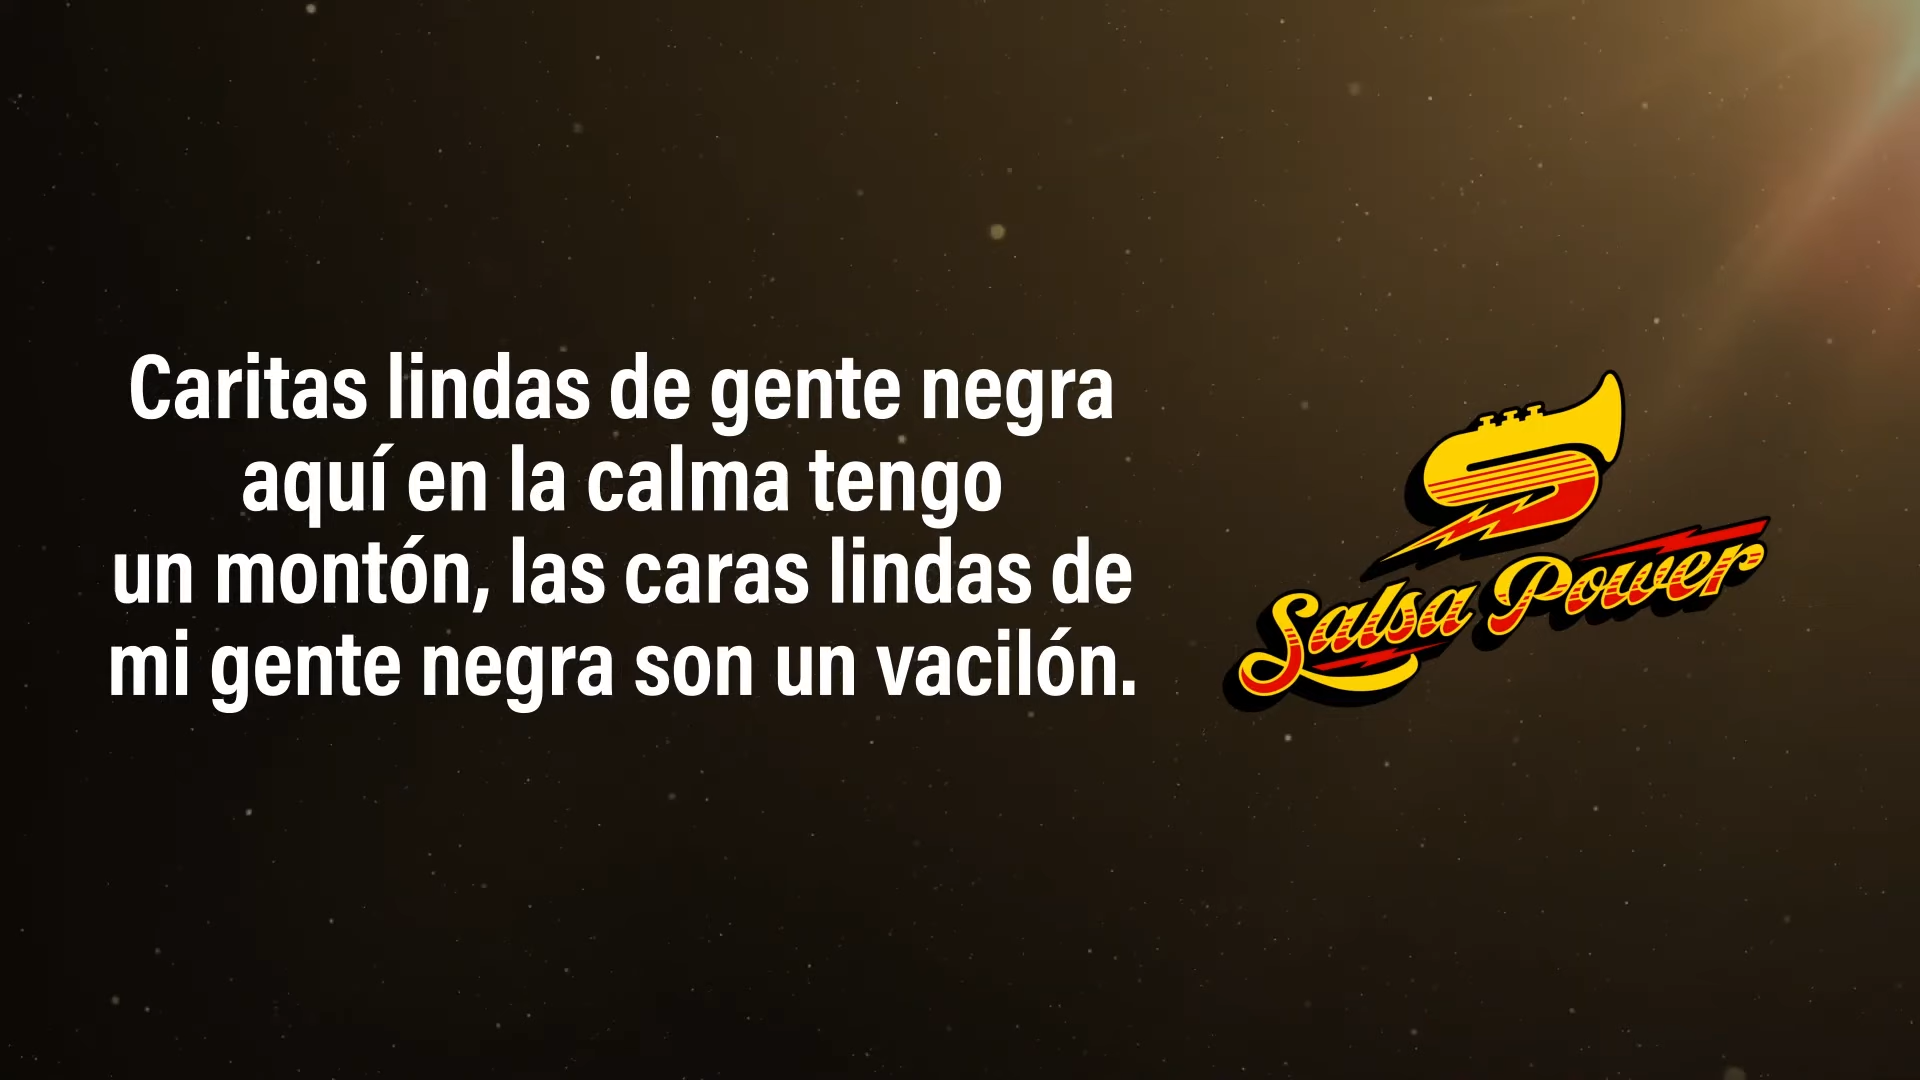 Caritas lindas de gente negra
aquí en la calma tengo
un montón, las caras lindas de
mi gente negra son un vacilón.
Salsa Power